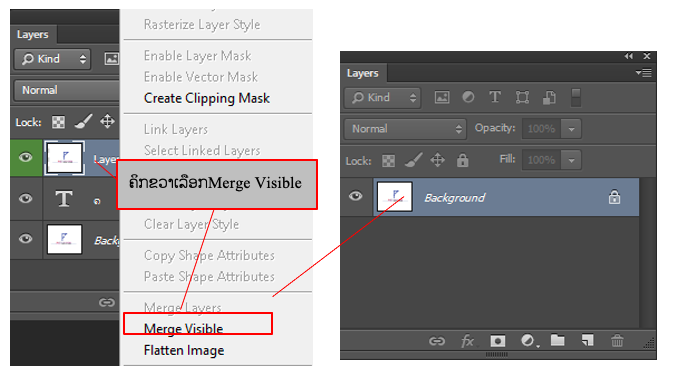 Rasterize Layer Style
Layers
Kind
Enable Layer Mask
Enable Vector Mask
Normal
Create Clipping Mask
Lock:
Link Layers
Select Linked Layers
Layer
ຄິກຂວາເລືອກMerge Visible
T
Clear Layer Style
Back
Copy Shape Attributes
Paste Shape Attributes
Merge Layers
Merge Visible
Flatten Image
Layers
Kind
T
Normal
Opacity: 100%
Lock:
Fill: 100%
Background
fx